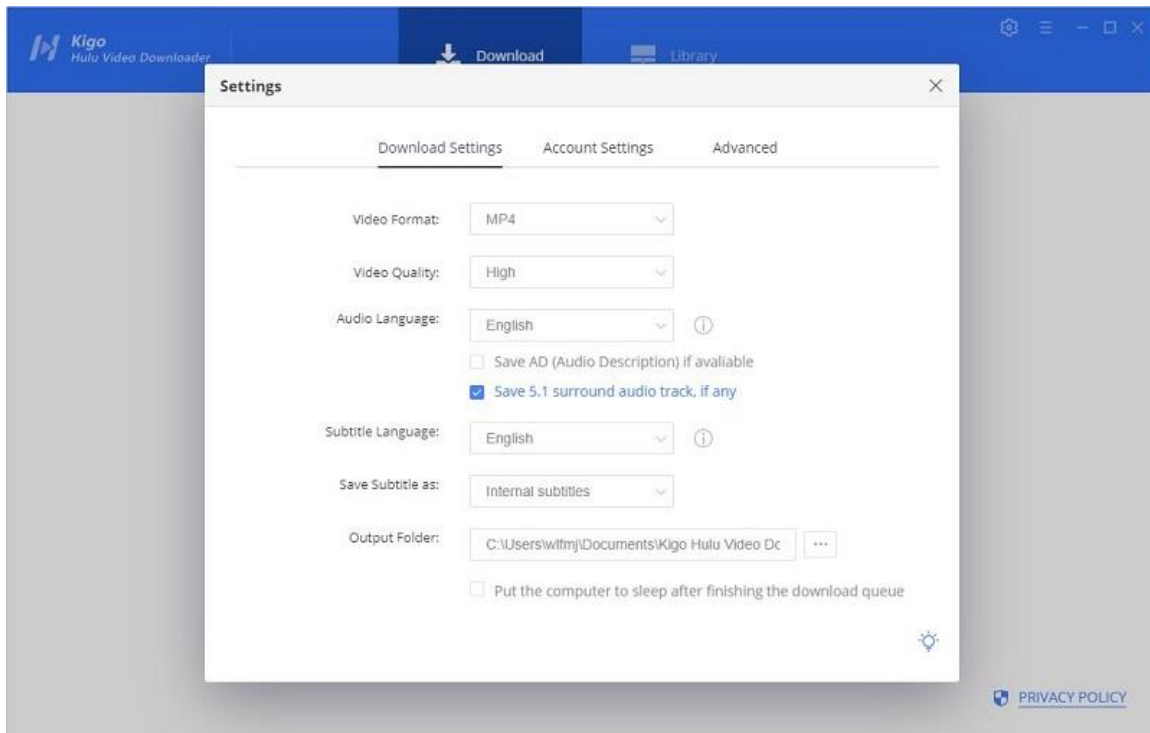 Kigo
Hulu Video Downloader
Download
Library
Settings
Download Settings
Account Settings
Advanced
Video Format:
MP4
Video Quality:
High
Audio Language:
English
Save AD (Audio Description) if avaliable
Save 5.1 surround audio track, if any
Subtitle Language:
English
Save Subtitle as:
Internal subtitles
Output Folder:
C:\Users\wlfmj\Documents\Kigo Hulu Video Dc
Put the computer to sleep after finishing the download queue
PRIVACY POLICY